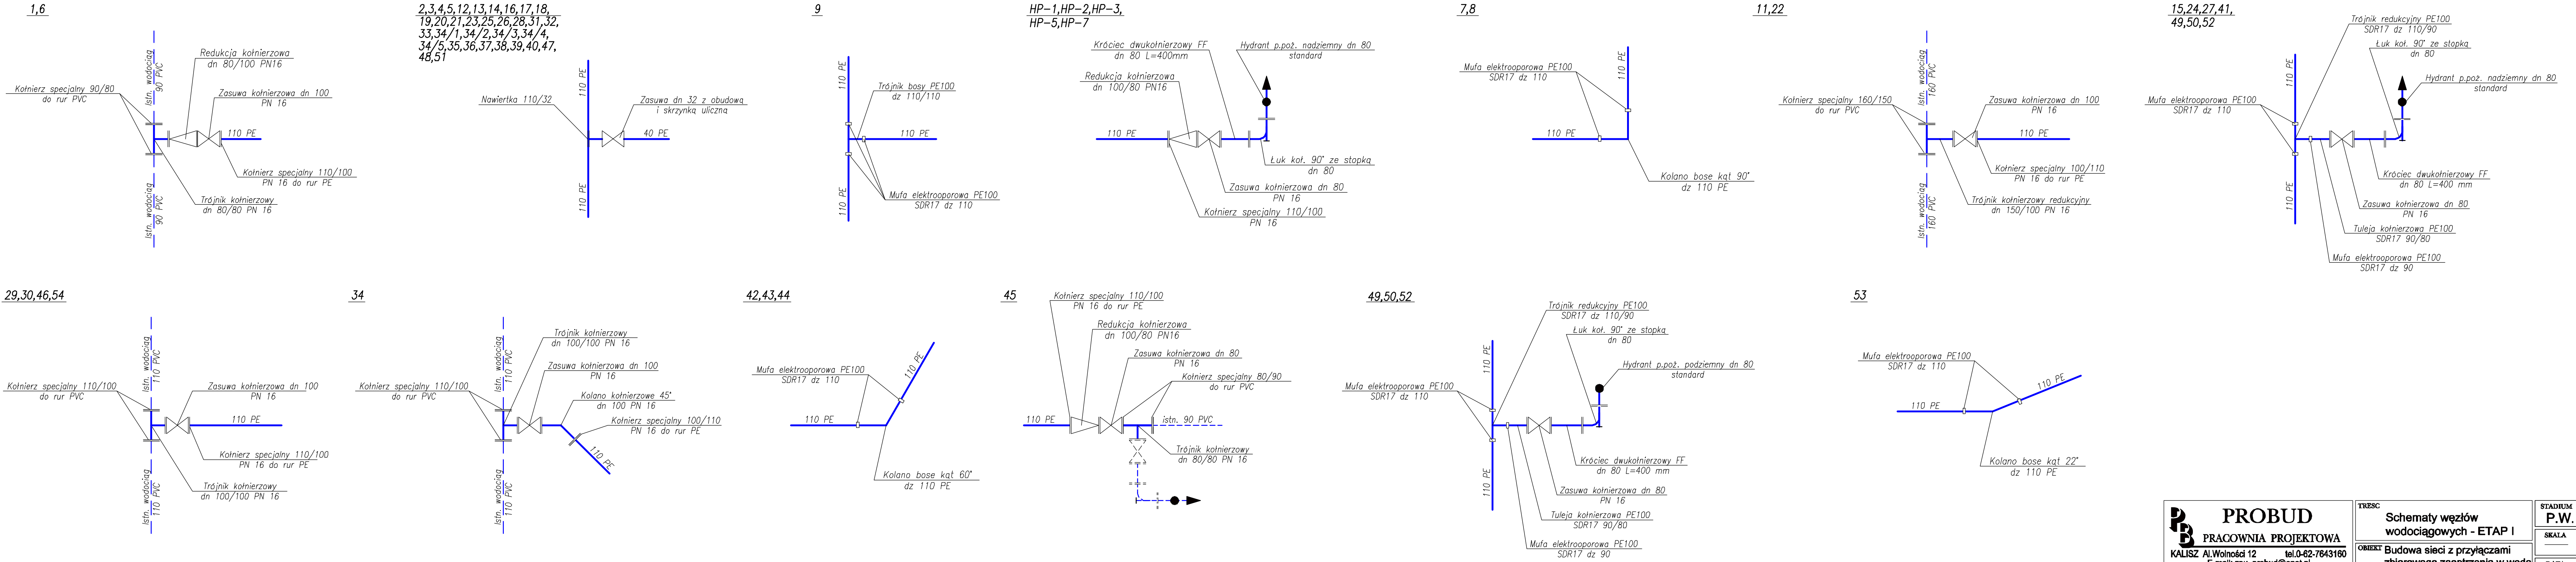 1,6
Istn. wodociąg
90 PVC
Redukcja kołnierzowa
dn 80/100 PN16
Kołnierz specjalny 90/80
do rur PVC
Zasuwa kołnierzowa dn 100
PN 16
110 PE
Kołnierz specjalny 110/100
PN 16 do rur PE
Trójnik kołnierzowy
dn 80/80 PN 16
Istn. wodociąg
90 PVC
2,3,4,5,12,13,14,16,17,18,
19,20,21,23,25,26,28,31,32,
33,34/1,34/2,34/3,34/4,
34/5,35,36,37,38,39,40,47,
48,51
110 PE
Nawiertka 110/32
Zasuwa dn 32 z obudową
i skrzynką uliczną
40 PE
110 PE
9
110 PE
Trójnik bosy PE100
dz 110/110
110 PE
Mufa elektrooporowa PE100
SDR17 dz 110
110 PE
HP-1,HP-2,HP-3,
HP-5,HP-7
Króciec dwukołnierzowy FF
dn 80 L=400mm
Hydrant p.poż. nadziemny dn 80
standard
Redukcja kołnierzowa
dn 100/80 PN16
110 PE
Łuk koł. 90° ze stopką
dn 80
Zasuwa kołnierzowa dn 80
PN 16
Kołnierz specjalny 110/100
PN 16
7,8
110 PE
Mufa elektrooporowa PE100
SDR17 dz 110
110 PE
Kolano bose kąt 90°
dz 110 PE
11,22
Istn. wodociąg
160 PVC
Kołnierz specjalny 160/150
do rur PVC
Zasuwa kołnierzowa dn 100
PN 16
110 PE
Kołnierz specjalny 100/110
PN 16 do rur PE
Trójnik kołnierzowy redukcyjny
dn 150/100 PN 16
Istn. wodociąg
160 PVC
15,24,27,41,
49,50,52
Trójnik redukcyjny PE100
SDR17 dz 110/90
Łuk koł. 90° ze stopką
dn 80
110 PE
Hydrant p.poż. nadziemny dn 80
standard
Mufa elektrooporowa PE100
SDR17 dz 110
Króciec dwukołnierzowy FF
dn 80 L=400 mm
110 PE
Zasuwa kołnierzowa dn 80
PN 16
Tuleja kołnierzowa PE100
SDR17 90/80
Mufa elektrooporowa PE100
SDR17 dz 90
29,30,46,54
Istn. wodociąg
110 PVC
Kołnierz specjalny 110/100
do rur PVC
Zasuwa kołnierzowa dn 100
PN 16
110 PE
Kołnierz specjalny 110/100
PN 16 do rur PE
Trójnik kołnierzowy
dn 100/100 PN 16
Istn. wodociąg
110 PVC
34
Istn. wodociąg
110 PVC
Trójnik kołnierzowy
dn 100/100 PN 16
Zasuwa kołnierzowa dn 100
PN 16
Kołnierz specjalny 110/100
do rur PVC
Kolano kołnierzowe 45°
dn 100 PN 16
Kołnierz specjalny 100/110
PN 16 do rur PE
110 PE
Istn. wodociąg
110 PVC
42,43,44
110 PE
Mufa elektrooporowa PE100
SDR17 dz 110
110 PE
Kolano bose kąt 60°
dz 110 PE
45
Kołnierz specjalny 110/100
PN 16 do rur PE
Redukcja kołnierzowa
dn 100/80 PN16
Zasuwa kołnierzowa dn 80
PN 16
Kołnierz specjalny 80/90
do rur PVC
110 PE
istn. 90 PVC
Trójnik kołnierzowy
dn 80/80 PN 16
49,50,52
Trójnik redukcyjny PE100
SDR17 dz 110/90
Łuk koł. 90° ze stopką
dn 80
110 PE
Hydrant p.poż. podziemny dn 80
standard
Mufa elektrooporowa PE100
SDR17 dz 110
Króciec dwukołnierzowy FF
dn 80 L=400 mm
110 PE
Zasuwa kołnierzowa dn 80
PN 16
Tuleja kołnierzowa PE100
SDR17 90/80
Mufa elektrooporowa PE100
SDR17 dz 90
53
Mufa elektrooporowa PE100
SDR17 dz 110
110 PE
110 PE
Kolano bose kąt 22°
dz 110 PE
PPB
PROBUD
PRACOWNIA PROJEKTOWA
KALISZ Al.Wolności 12 tel.0-62-7643160
TREŚC
Schematy węzłów
wodociągowych - ETAP I
OBIEKT Budowa sieci z przyłączami
STADIUM
P.W.
SKALA